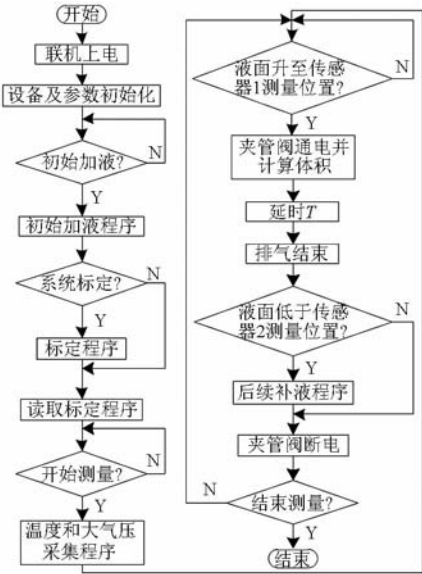 开始
联机上电
设备及参数初始化
初始加液?
N
Y
初始加液程序
系统标定?
N
Y
标定程序
读取标定程序
开始测量?
N
Y
温度和大气压
采集程序
液面升至传感
器1测量位置?
N
Y
夹管阀通电并
计算体积
延时T
排气结束
液面低于传感
器2测量位置?
N
Y
后续补液程序
夹管阀断电
结束测量?
N
Y
结束